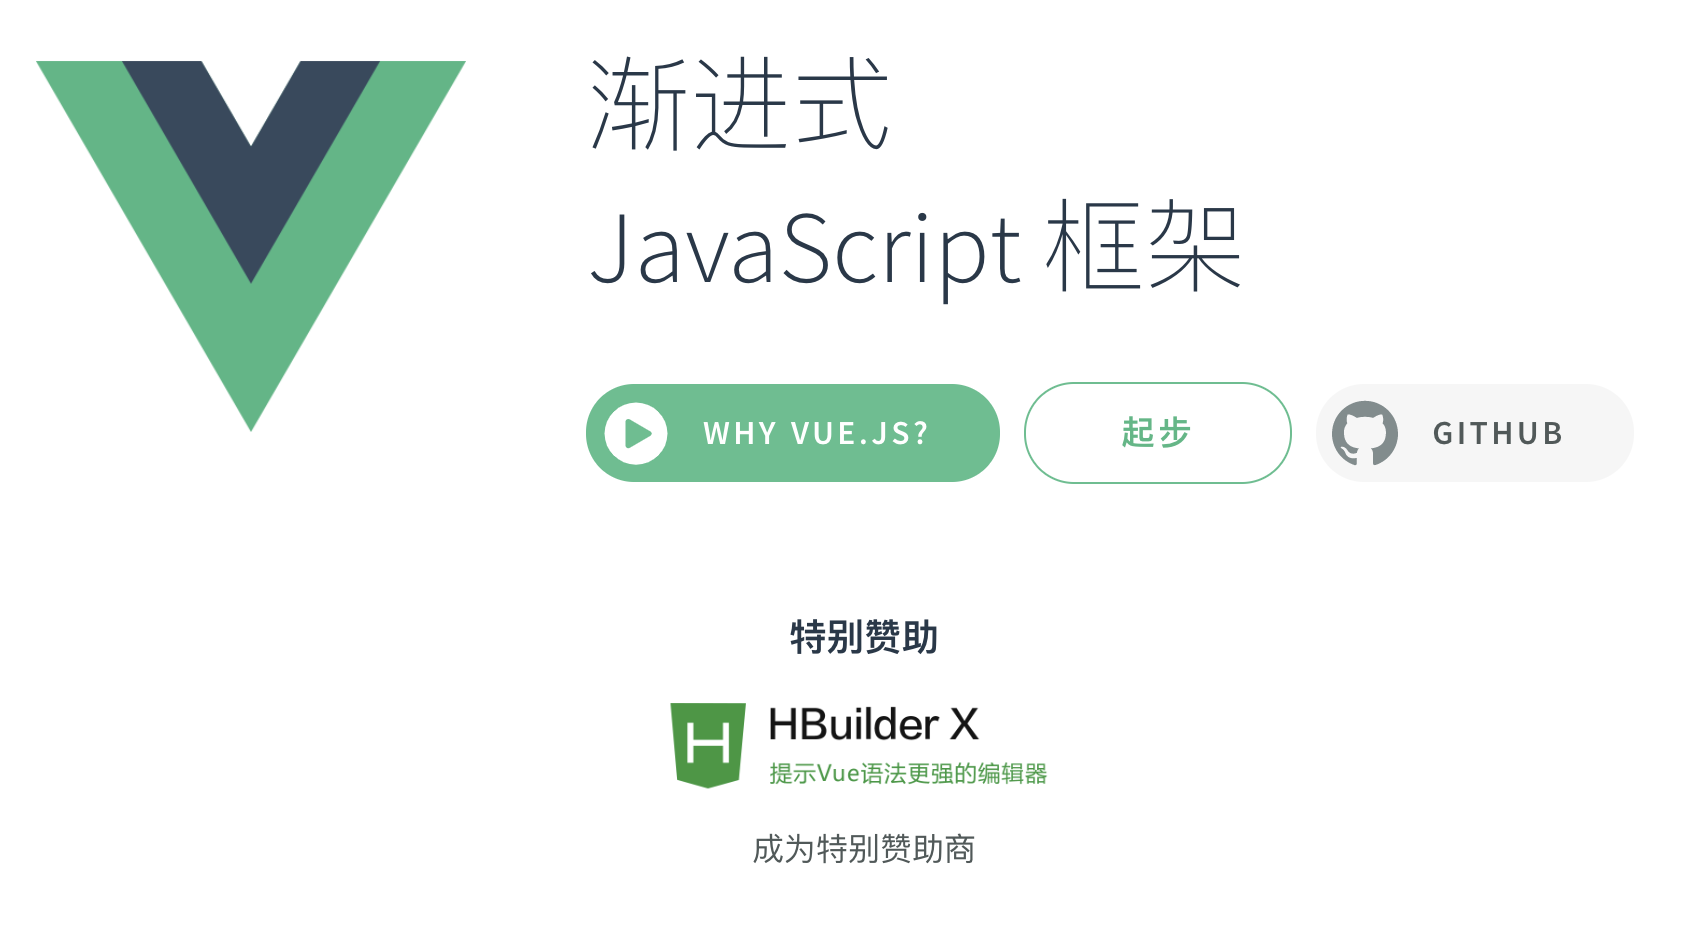 渐进式
JavaScript 框架
WHY VUE.JS?
起步
GITHUB
特别赞助
H
HBuilder X
提示Vue语法更强的编辑器
成为特别赞助商